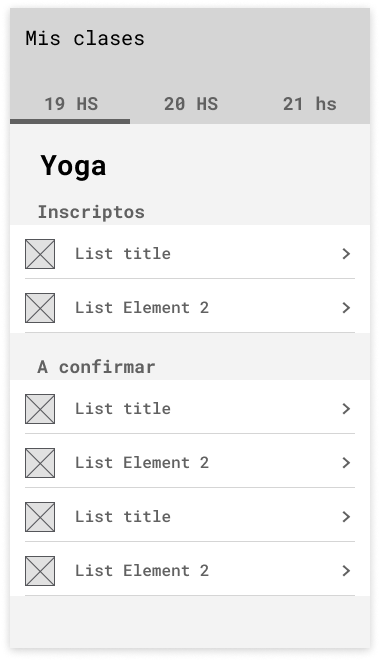 Mis clases
19 HS 20 HS 21 hs
Yoga
Inscriptos
List title
List Element 2
A confirmar
List title
List Element 2
List title
List Element 2